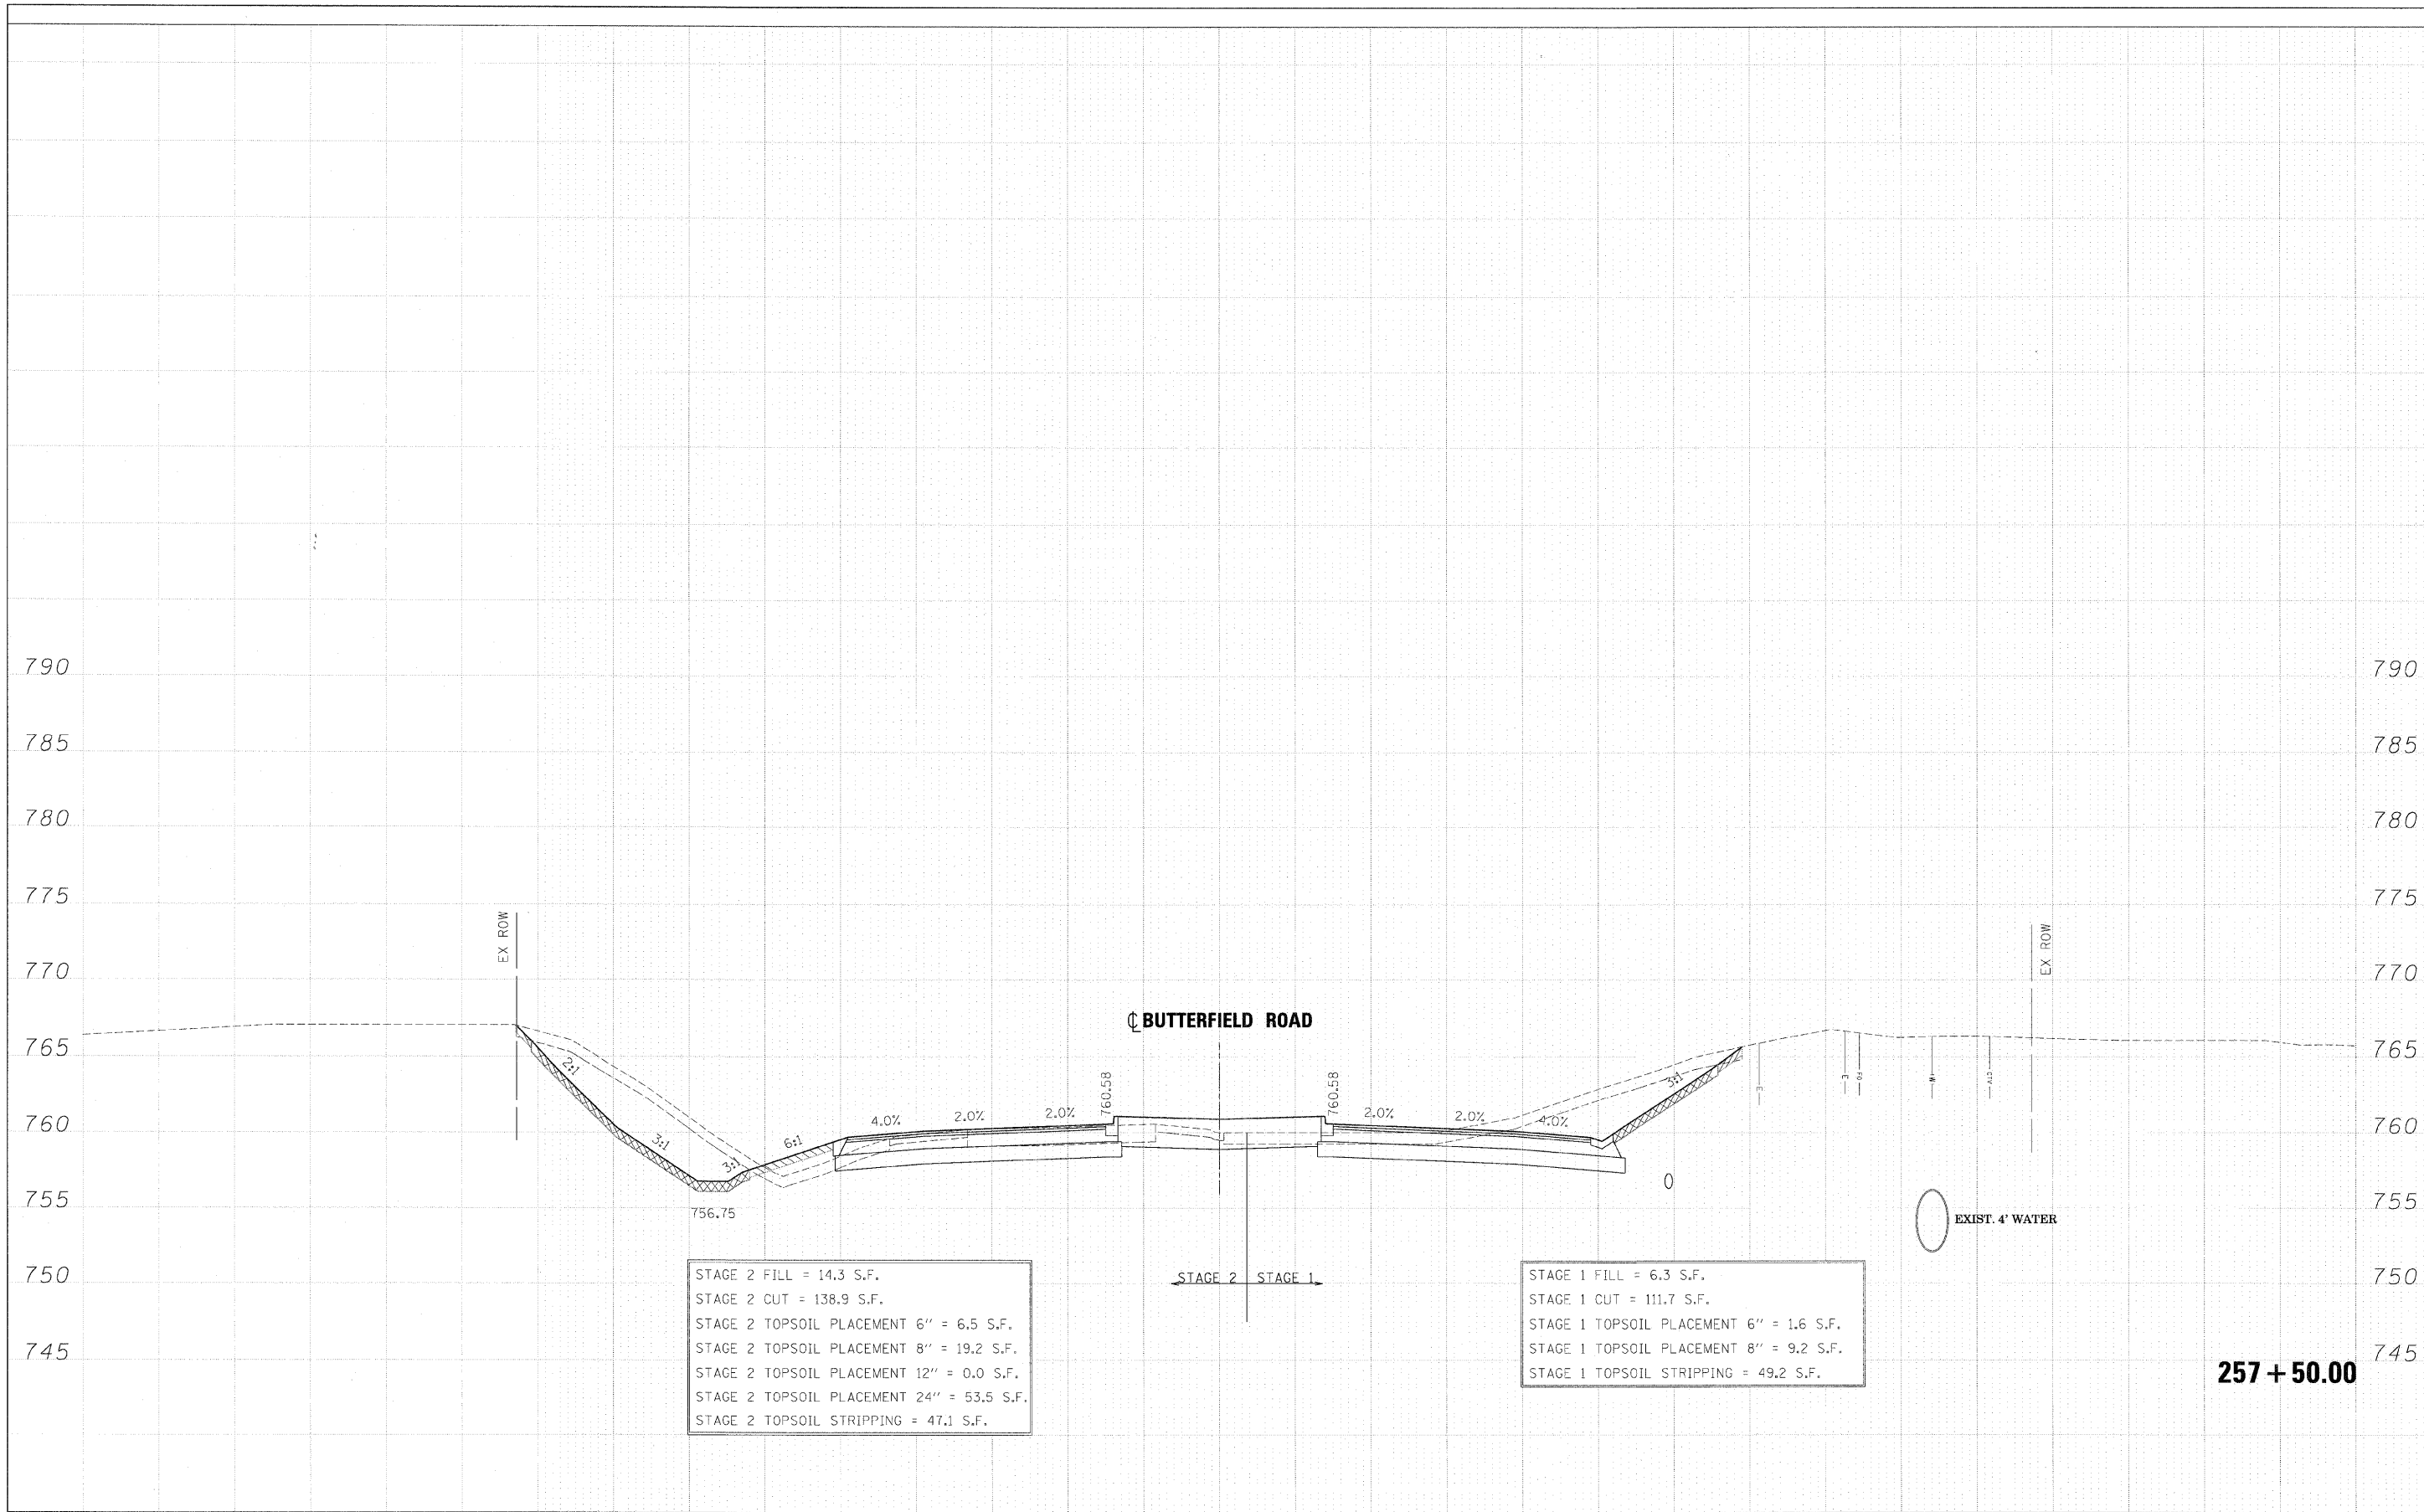 790 790
785 785
780 780
775 775
EX ROW EX ROW
770 770
℄ BUTTERFIELD ROAD
765 765
2:1 3:1
760.58 760.58
4.0% 2.0% 2.0% 2.0% 2.0% 4.0%
760 760
3:1 3:1 6:1
E E FO W CTV
755 755
756.75
EXIST. 4' WATER
750 750
STAGE 2 STAGE 1
STAGE 2 FILL = 14.3 S.F.
STAGE 2 CUT = 138.9 S.F.
STAGE 2 TOPSOIL PLACEMENT 6" = 6.5 S.F.
STAGE 2 TOPSOIL PLACEMENT 8" = 19.2 S.F.
STAGE 2 TOPSOIL PLACEMENT 12" = 0.0 S.F.
STAGE 2 TOPSOIL PLACEMENT 24" = 53.5 S.F.
STAGE 2 TOPSOIL STRIPPING = 47.1 S.F.
STAGE 1 FILL = 6.3 S.F.
STAGE 1 CUT = 111.7 S.F.
STAGE 1 TOPSOIL PLACEMENT 6" = 1.6 S.F.
STAGE 1 TOPSOIL PLACEMENT 8" = 9.2 S.F.
STAGE 1 TOPSOIL STRIPPING = 49.2 S.F.
745 745
257+50.00